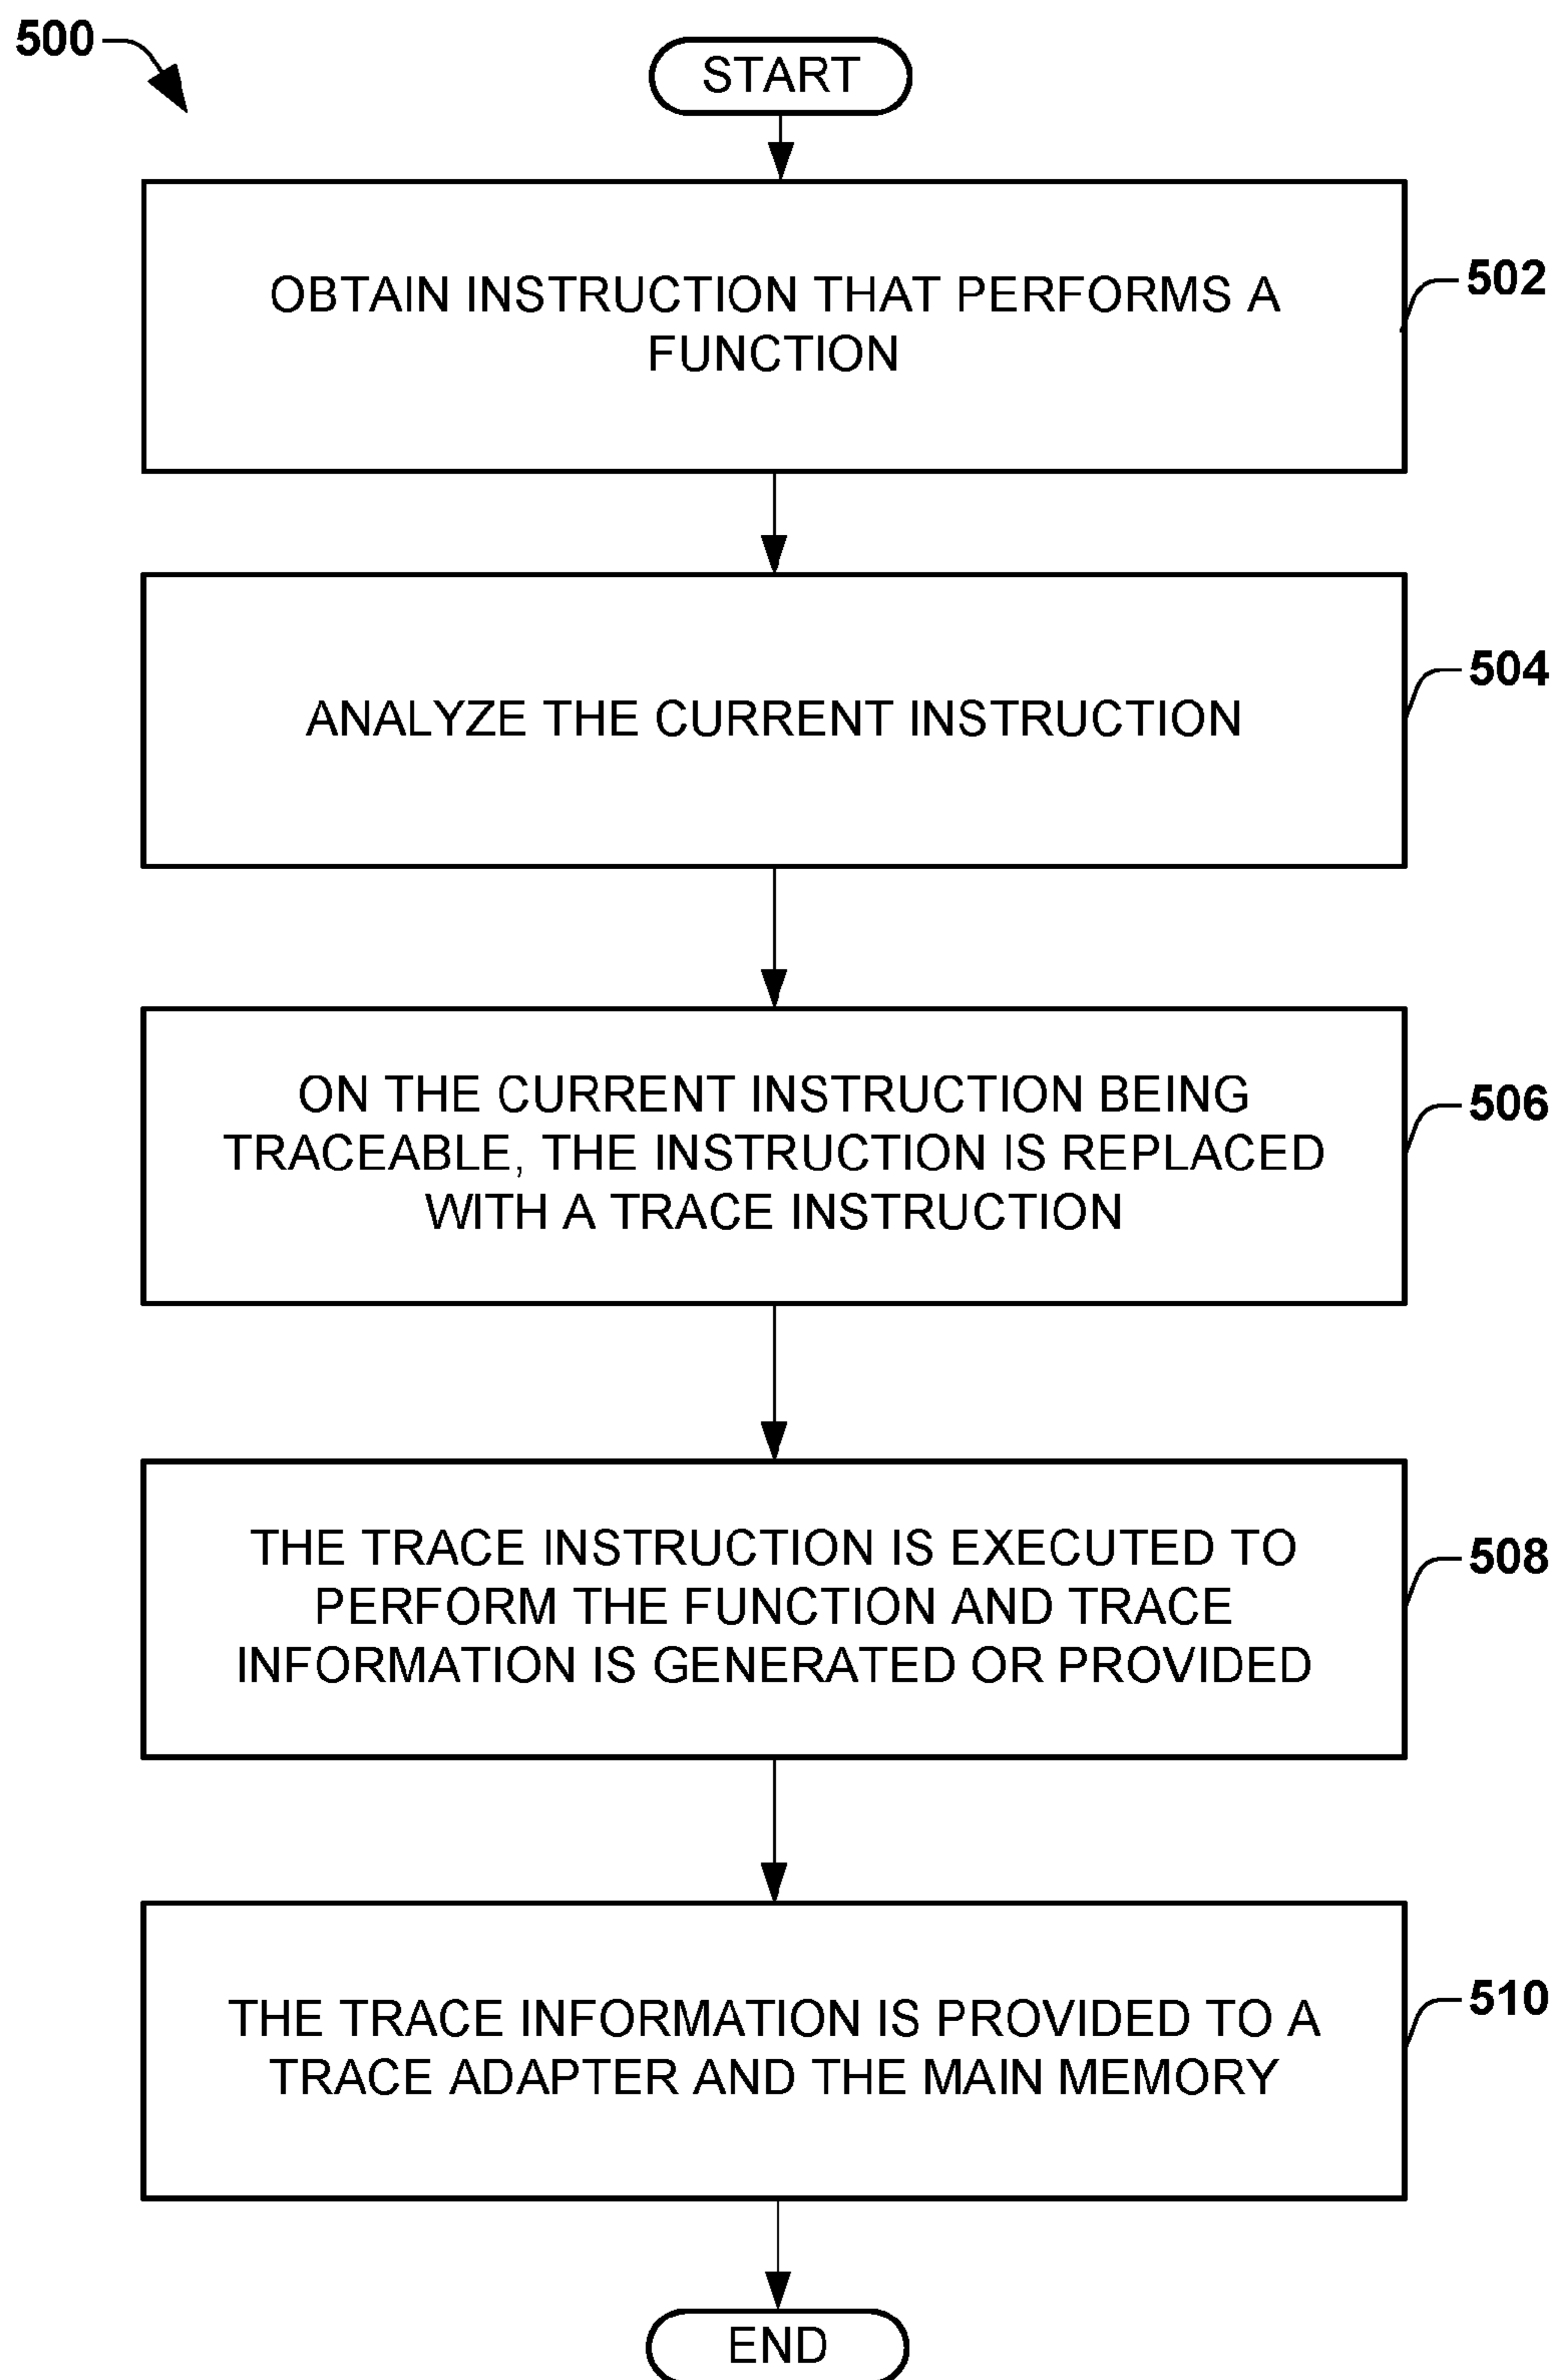 500
START
OBTAIN INSTRUCTION THAT PERFORMS A
FUNCTION
502
ANALYZE THE CURRENT INSTRUCTION
504
ON THE CURRENT INSTRUCTION BEING
TRACEABLE, THE INSTRUCTION IS REPLACED
WITH A TRACE INSTRUCTION
506
THE TRACE INSTRUCTION IS EXECUTED TO
PERFORM THE FUNCTION AND TRACE
INFORMATION IS GENERATED OR PROVIDED
508
THE TRACE INFORMATION IS PROVIDED TO A
TRACE ADAPTER AND THE MAIN MEMORY
510
END